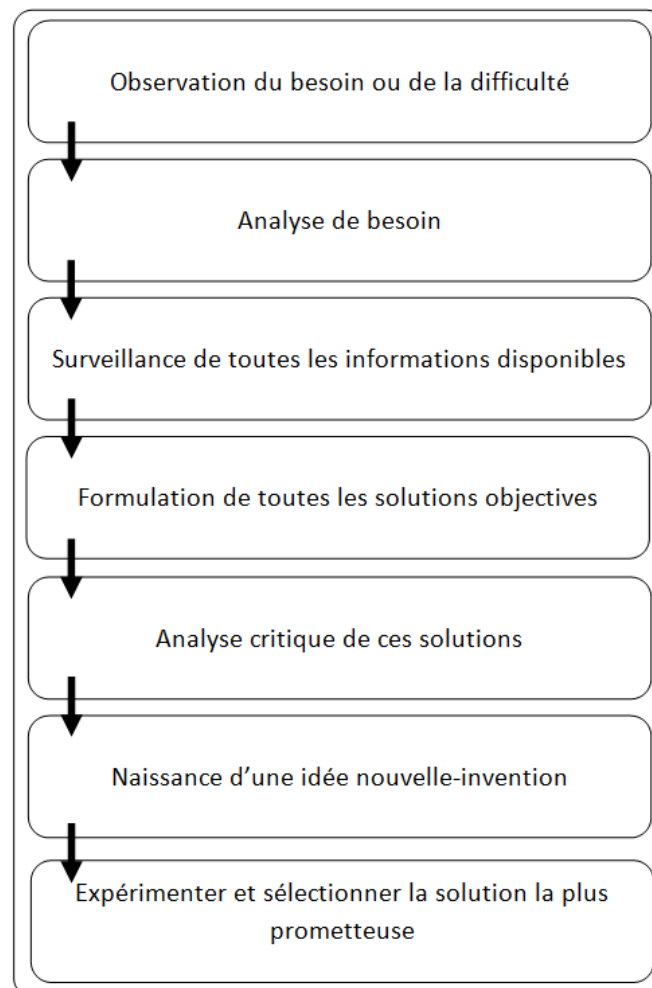 Observation du besoin ou de la difficulté
Analyse de besoin
Surveillance de toutes les informations disponibles
Formulation de toutes les solutions objectives
Analyse critique de ces solutions
Naissance d’une idée nouvelle-invention
Expérimenter et sélectionner la solution la plus
prometteuse